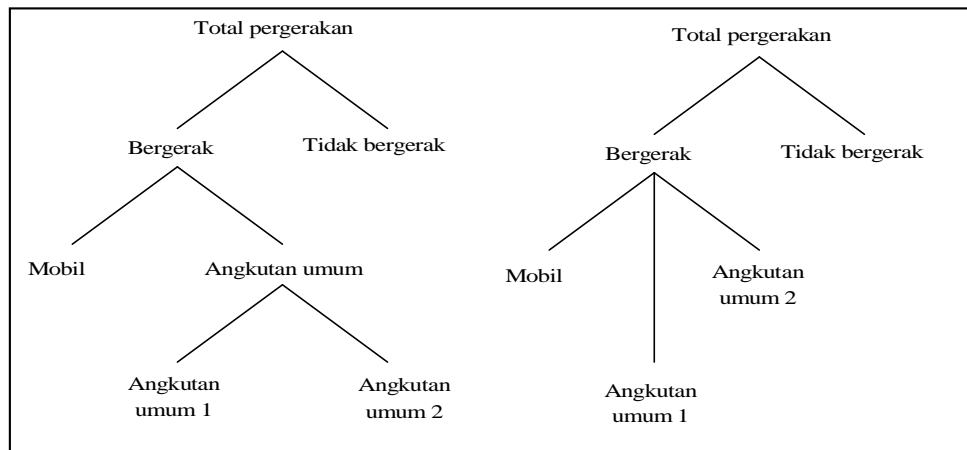 Total pergerakan
Bergerak
Tidak bergerak
Mobil
Angkutan umum
Angkutan
umum 1
Angkutan
umum 2
Total pergerakan
Bergerak
Tidak bergerak
Mobil
Angkutan
umum 2
Angkutan
umum 1